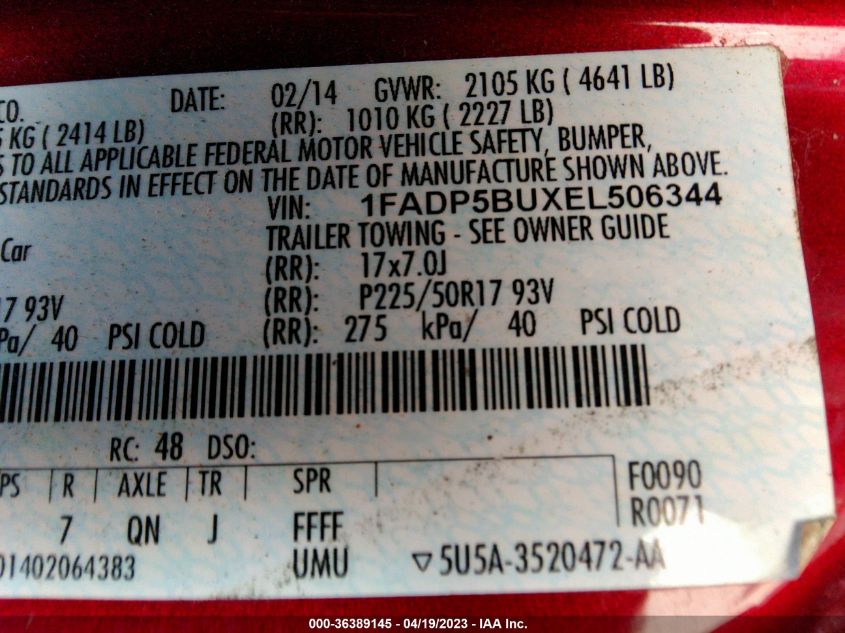 CO. DATE: 02/14 GVWR: 2105 KG ( 4641 LB)
KG ( 2414 LB) (RR): 1010 KG ( 2227 LB)
S TO ALL APPLICABLE FEDERAL MOTOR VEHICLE SAFETY, BUMPER,
STANDARDS IN EFFECT ON THE DATE OF MANUFACTURE SHOWN ABOVE.
VIN: 1FADP5BUXEL506344
Car TRAILER TOWING - SEE OWNER GUIDE
(RR): 17x7.0J
17 93V (RR): P225/50R17 93V
Pa/ 40 PSI COLD (RR): 275 kPa/ 40 PSI COLD
RC: 48 DSO:
PS R AXLE TR SPR F0090
7 QN J FFFF R0071
01402064383 UMU ▽5U5A-3520472-AA
000-36389145 - 04/19/2023 - IAA Inc.